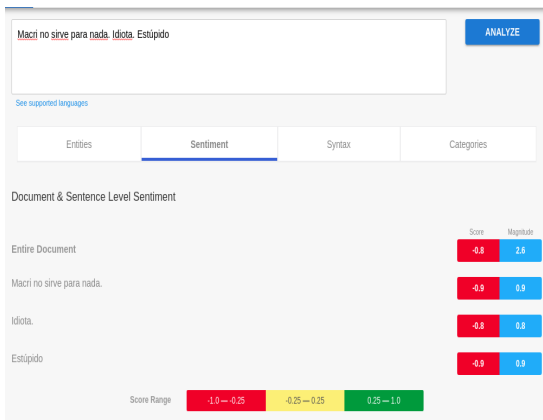 Macri no sirve para nada. Idiota. Estúpido
ANALYZE
See supported languages
Entities Sentiment Syntax Categories
Document & Sentence Level Sentiment
Score Magnitude
Entire Document -0.8 2.6
Macri no sirve para nada. -0.9 0.9
Idiota. -0.8 0.8
Estúpido -0.9 0.9
Score Range -1.0 — -0.25 -0.25 — 0.25 0.25 — 1.0